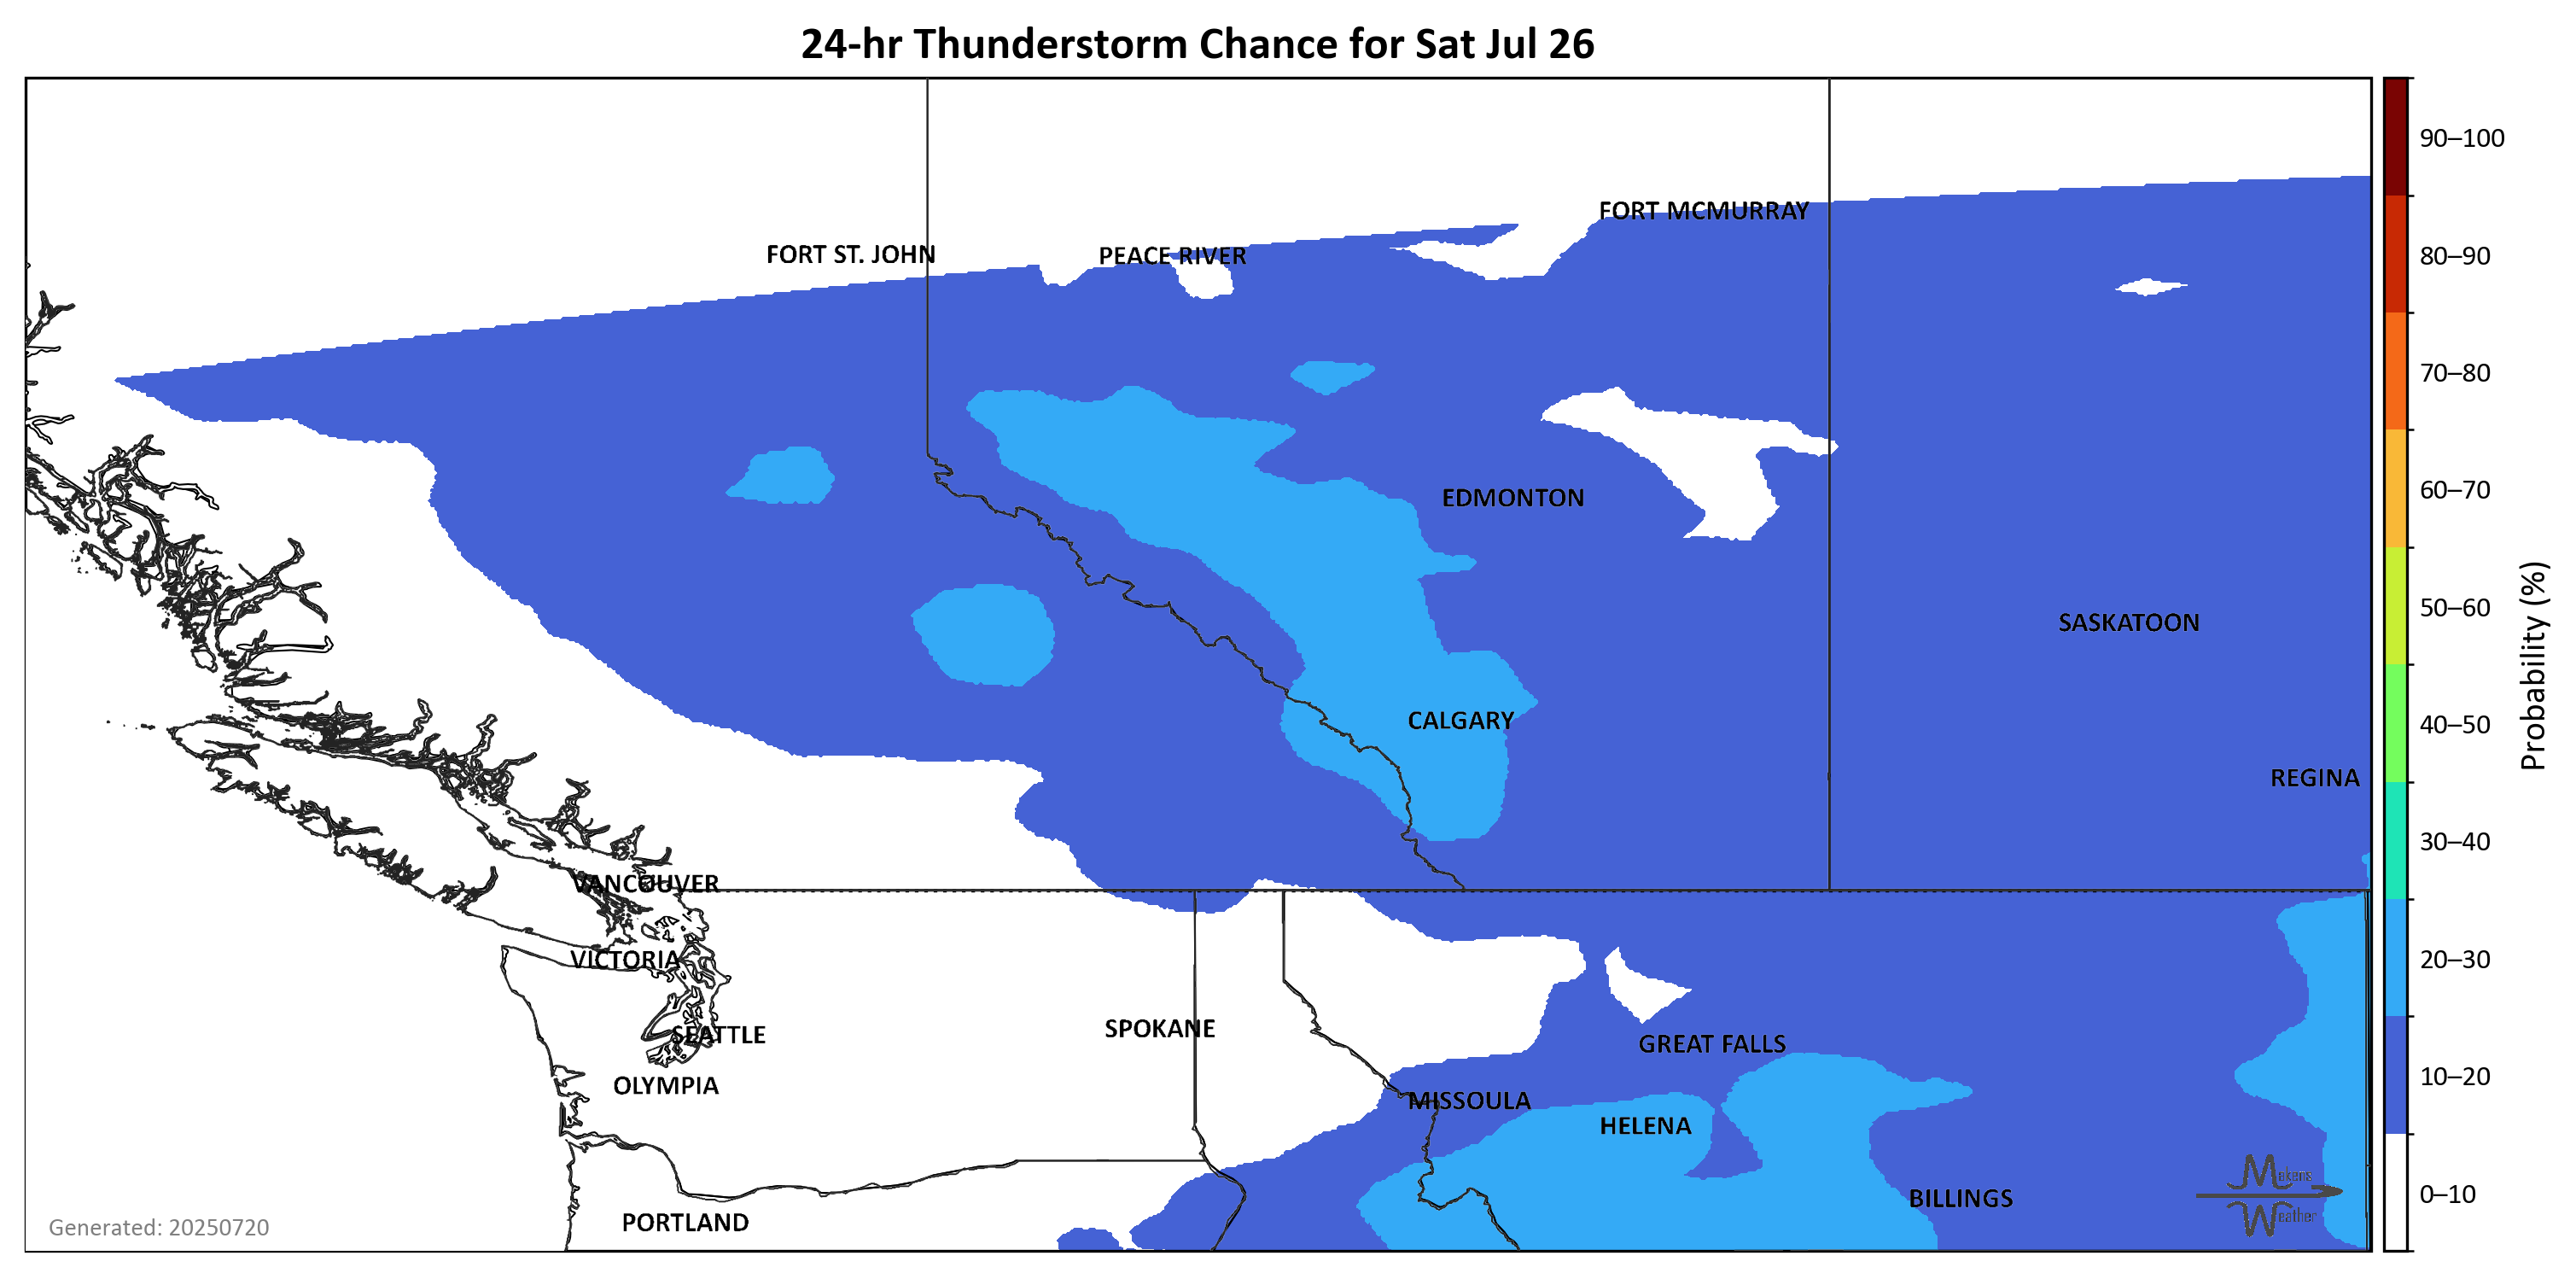 24-hr Thunderstorm Chance for Sat Jul 26
90–100
FORT MCMURRAY
FORT ST. JOHN
PEACE RIVER
80–90
70–80
60–70
EDMONTON
50–60
SASKATOON
Probability (%)
CALGARY
40–50
REGINA
30–40
VANCOUVER
VICTORIA
20–30
SPOKANE
SEATTLE
GREAT FALLS
10–20
OLYMPIA
MISSOULA
HELENA
Mekens
Weather
0–10
BILLINGS
PORTLAND
Generated: 20250720